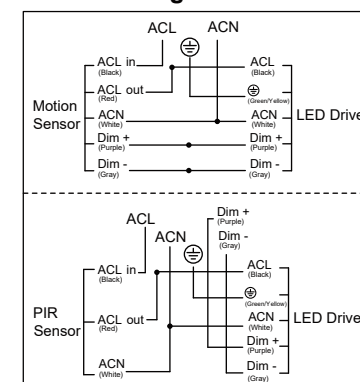 ACL ACN
ACL in ACL
(Black) (Black)
ACL out
(Red) (Green/Yellow)
Motion ACN ACN LED Drive
Sensor (White) (White)
Dim + Dim +
(Purple) (Purple)
Dim - Dim -
(Gray) (Gray)
Dim +
(Purple)
ACL Dim -
ACN (Gray)
ACL in ACL
(Black) (Black)
(Green/Yellow)
PIR ACL out ACN LED Drive
Sensor (Red) (White)
Dim +
(Purple)
ACN Dim -
(White) (Gray)